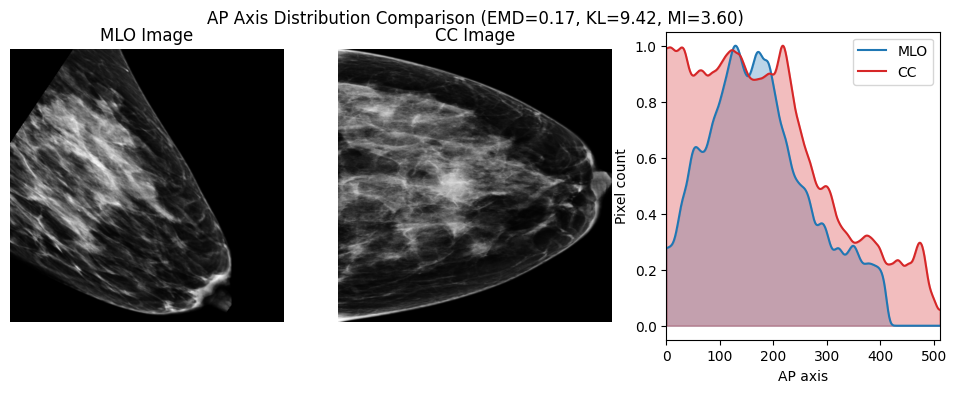 AP Axis Distribution Comparison (EMD=0.17, KL=9.42, MI=3.60)
MLO Image
CC Image
MLO
CC
Pixel count
1.0
0.8
0.6
0.4
0.2
0.0
0 100 200 300 400 500
AP axis